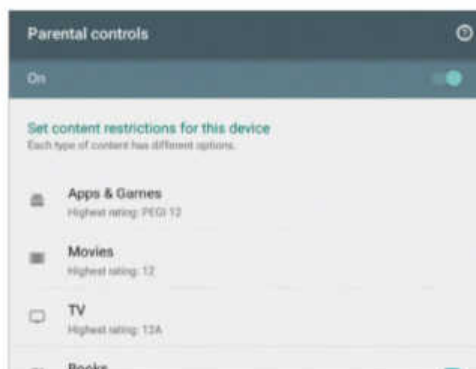 Parental controls
On
Set content restrictions for this device
Each type of content has different options.
Apps & Games
Highest rating: PEGI 12
Movies
Highest rating: 12
TV
Highest rating: 12A
Books